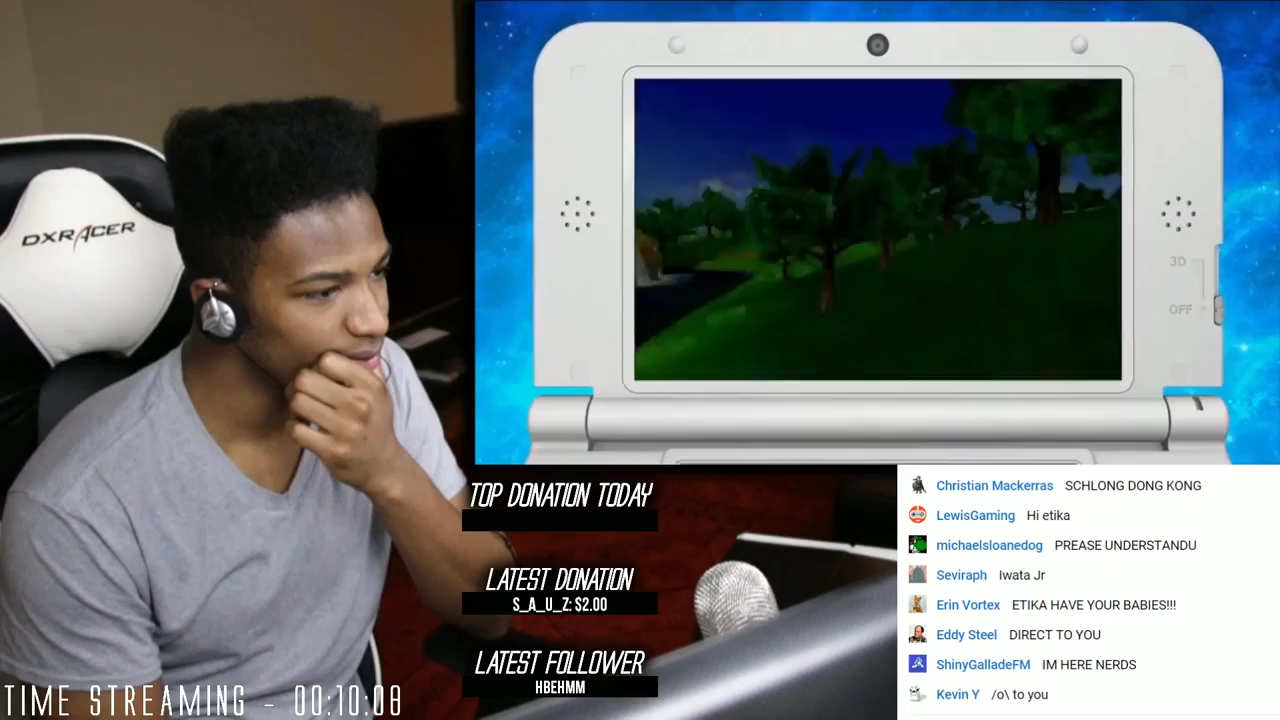 DXRACER
3D
OFF
TOP DONATION TODAY
LATEST DONATION
S_A_U_Z: $2.00
LATEST FOLLOWER
HBEHMM
TIME STREAMING - 00:10:08
Christian Mackerras SCHLONG DONG KONG
LewisGaming Hi etika
michaelsloanedog PREASE UNDERSTANDU
Seviraph Iwata Jr
Erin Vortex ETIKA HAVE YOUR BABIES!!!
Eddy Steel DIRECT TO YOU
ShinyGalladeFM IM HERE NERDS
Kevin Y /o\ to you